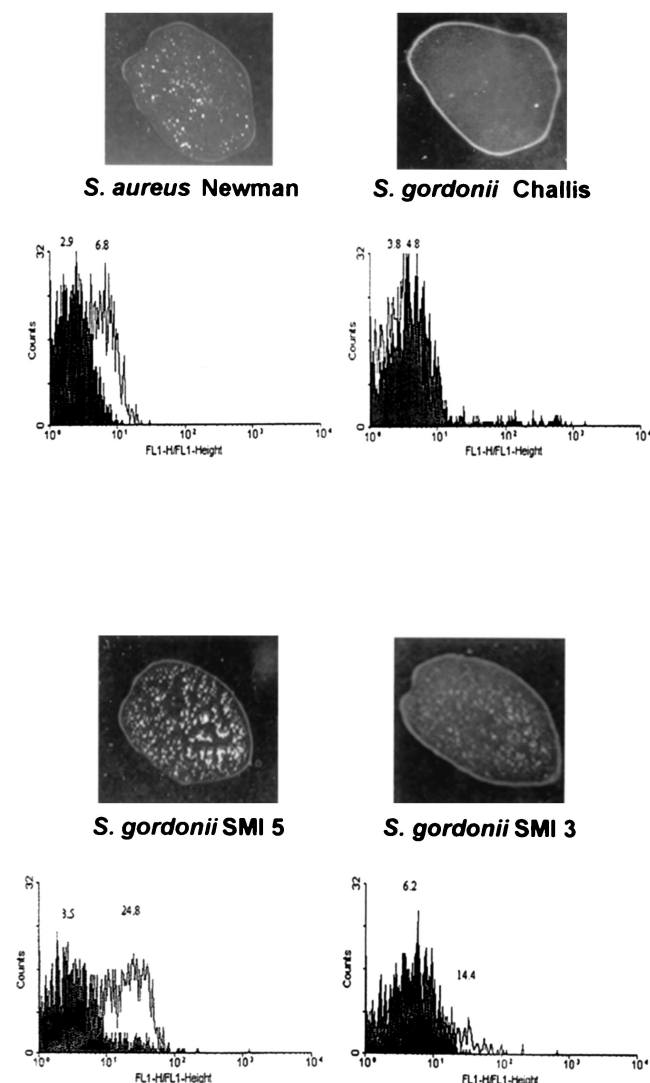 S. aureus Newman
S. gordonii Challis
2.9 6.8
32
Counts
0
10⁰ 10¹ 10² 10³ 10⁴
FL1-H/FL1-Height
3.8 4.8
32
Counts
0
10⁰ 10¹ 10² 10³ 10⁴
FL1-H/FL1-Height
S. gordonii SMI 5
S. gordonii SMI 3
3.5 24.8
32
Counts
0
10⁰ 10¹ 10² 10³ 10⁴
FL1-H/FL1-Height
6.2
14.4
32
Counts
0
10⁰ 10¹ 10² 10³ 10⁴
FL1-H/FL1-Height